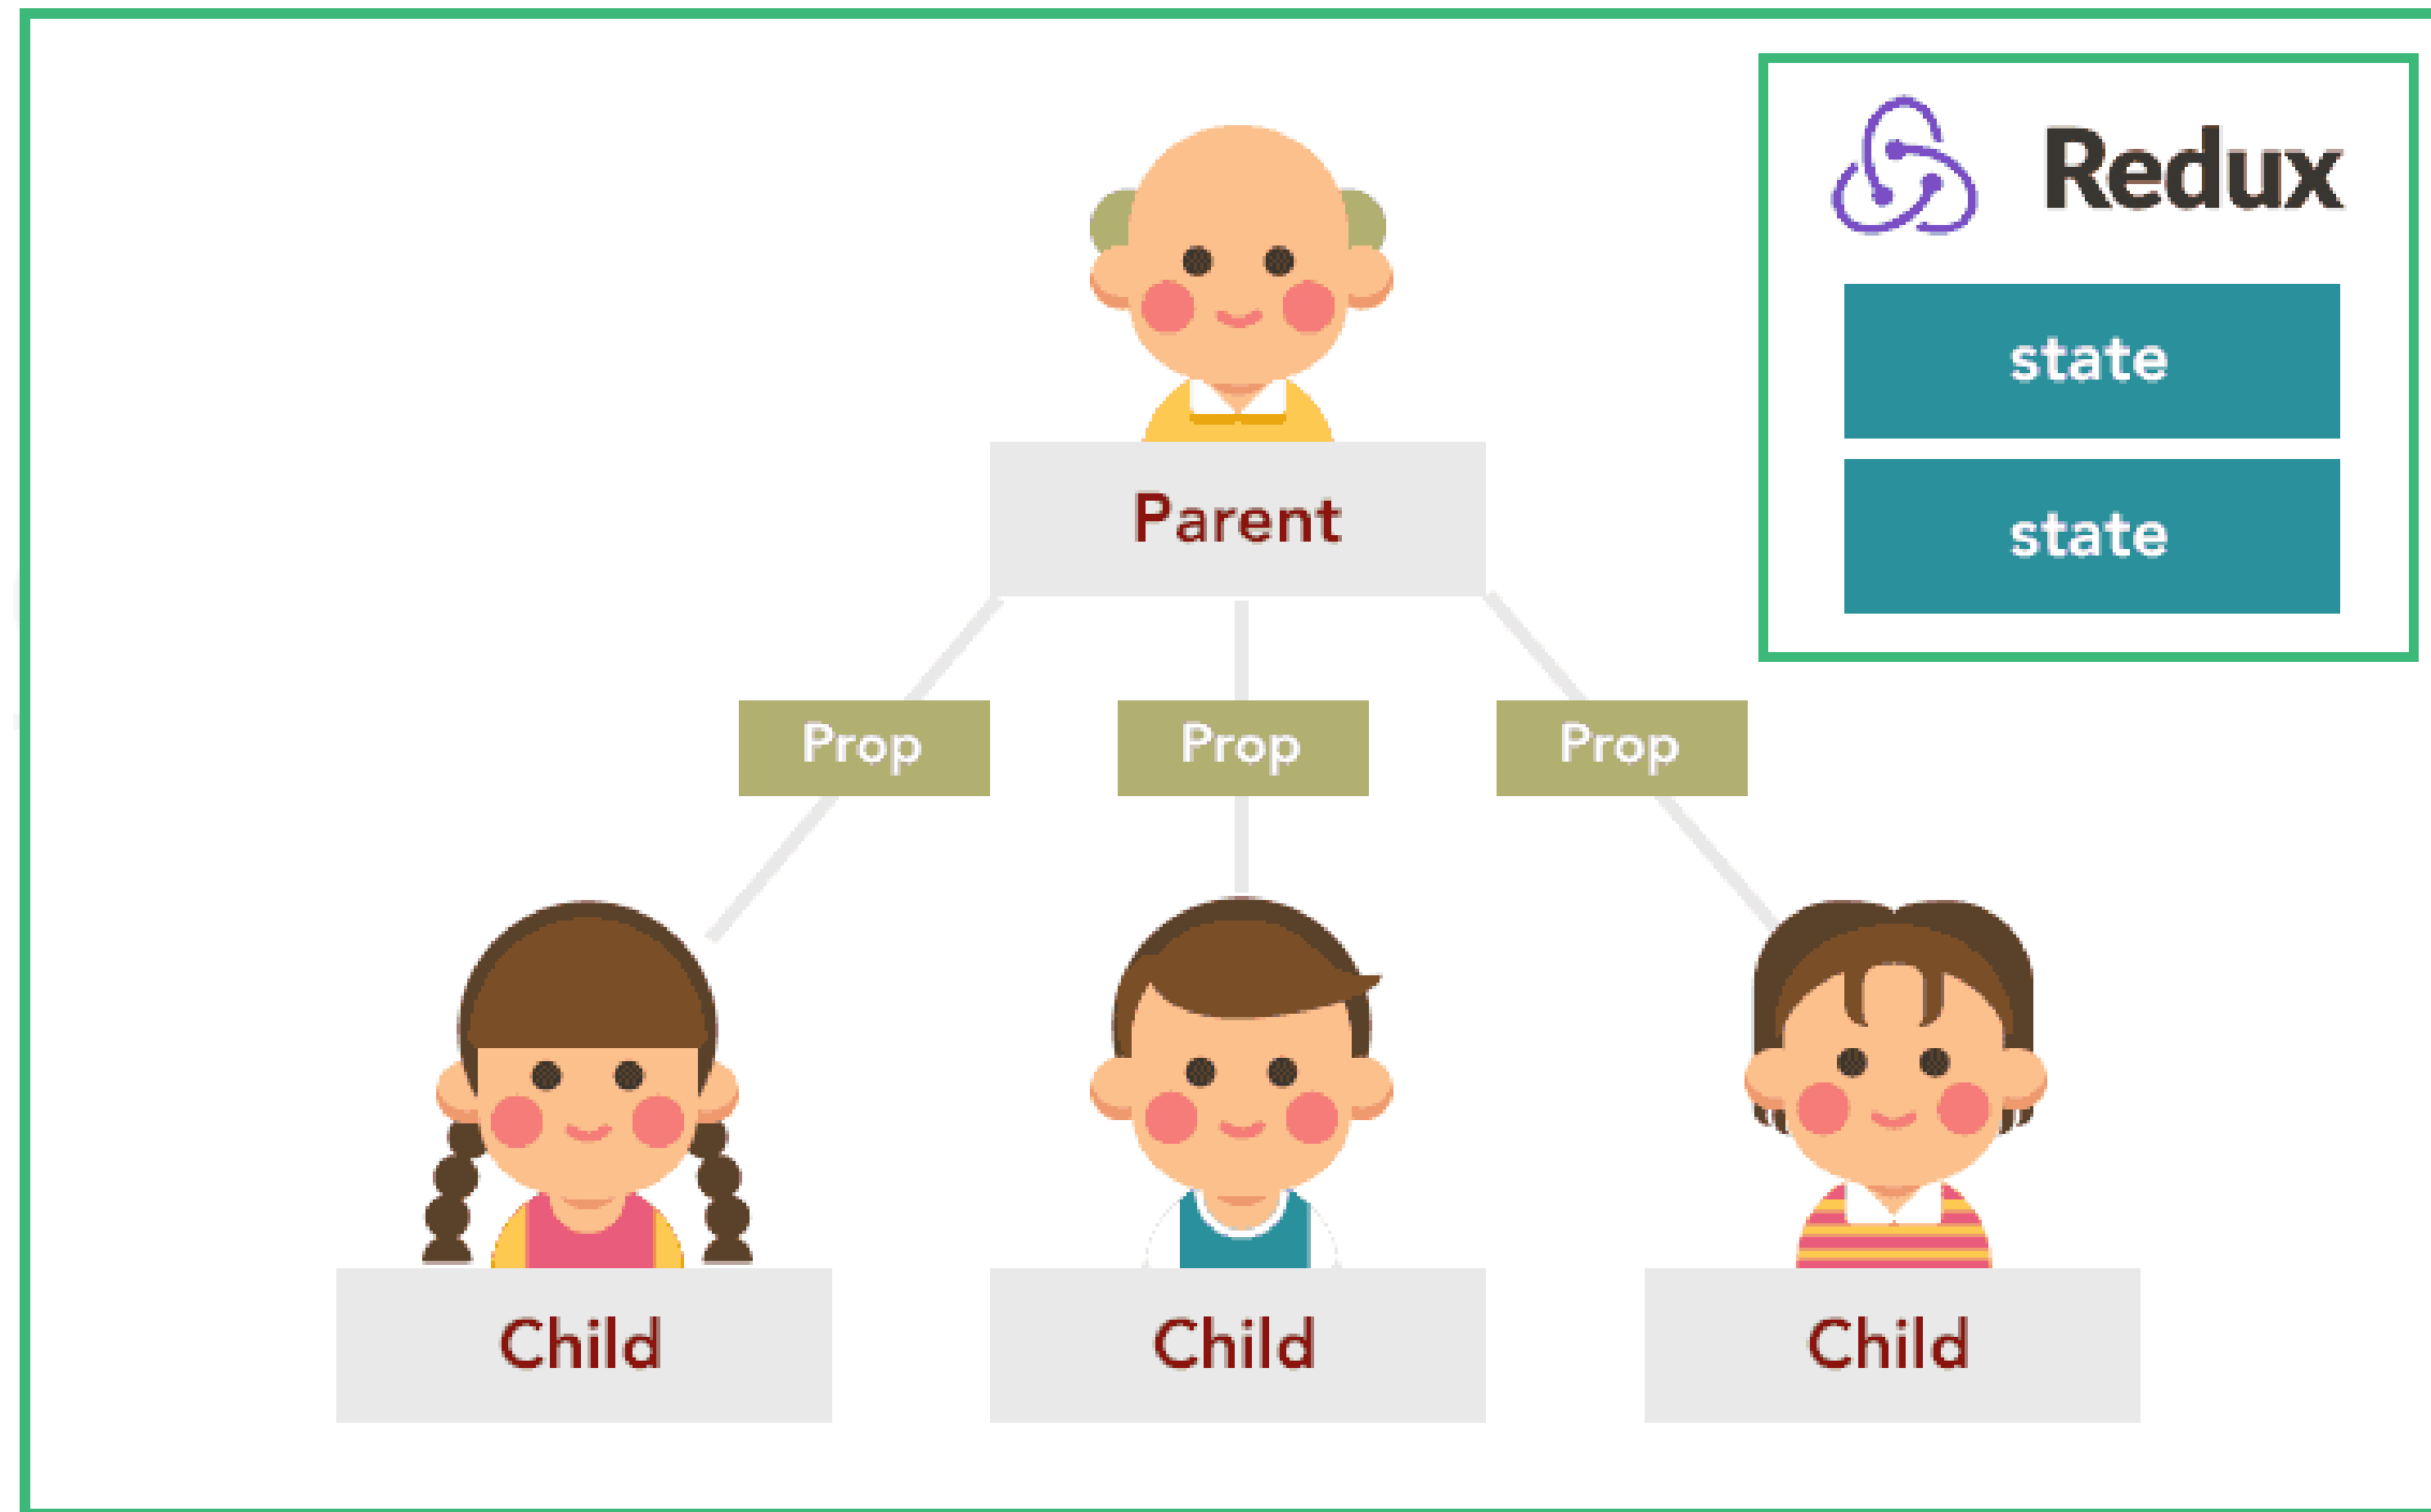 Redux
state
state
Parent
Prop Prop Prop
Child Child Child